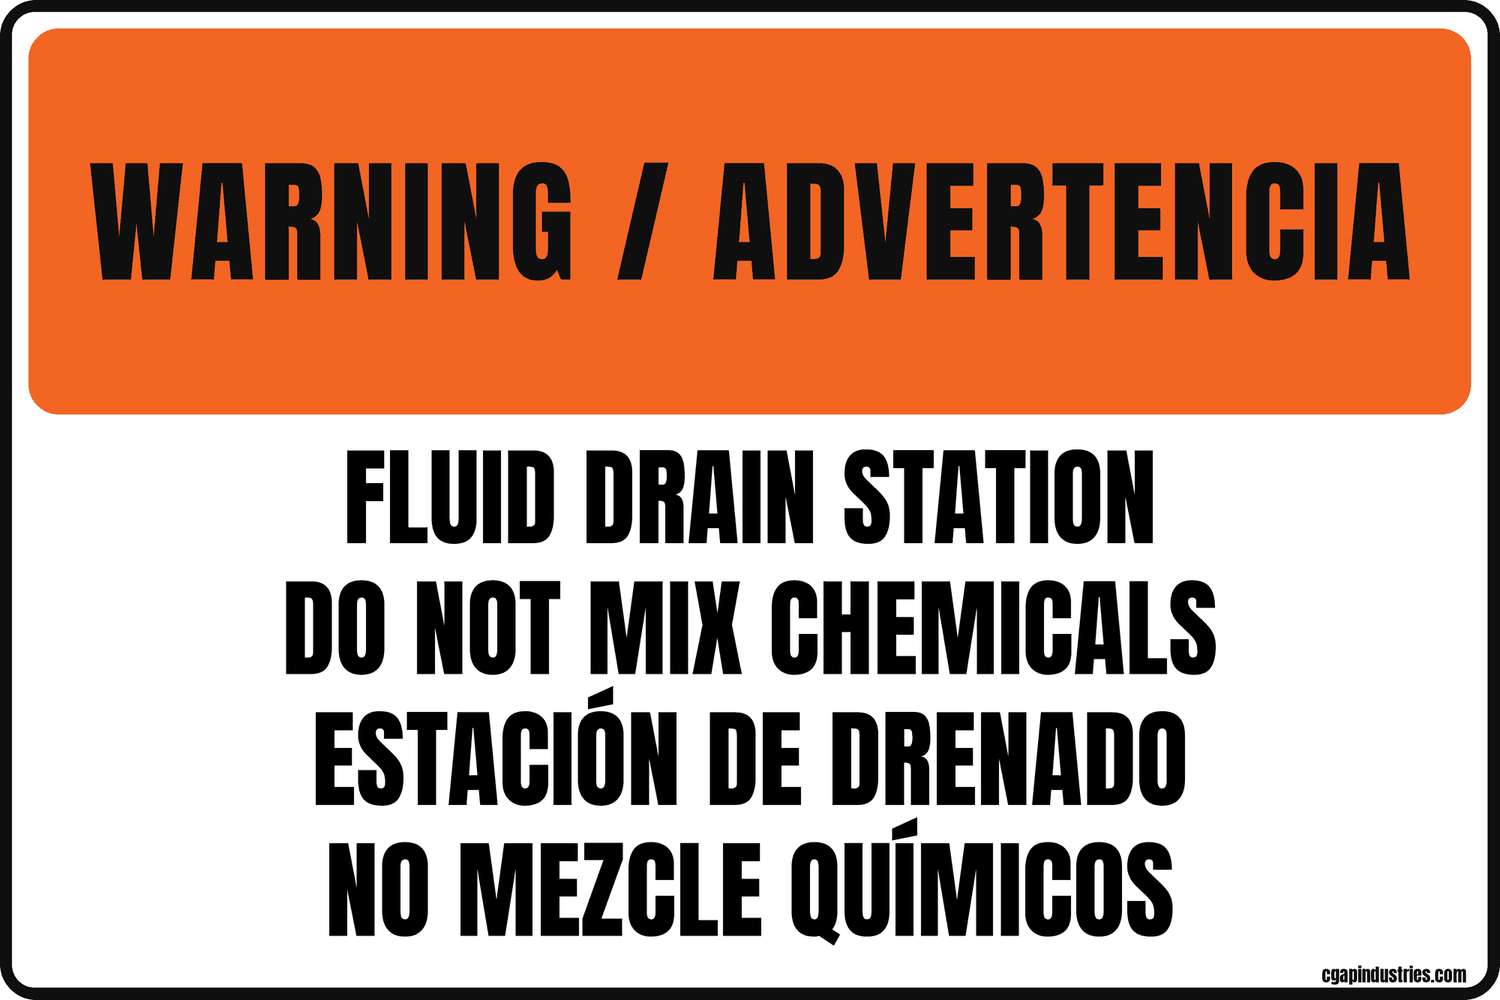 WARNING / ADVERTENCIA
FLUID DRAIN STATION
DO NOT MIX CHEMICALS
ESTACIÓN DE DRENADO
NO MEZCLE QUÍMICOS
cgapindustries.com